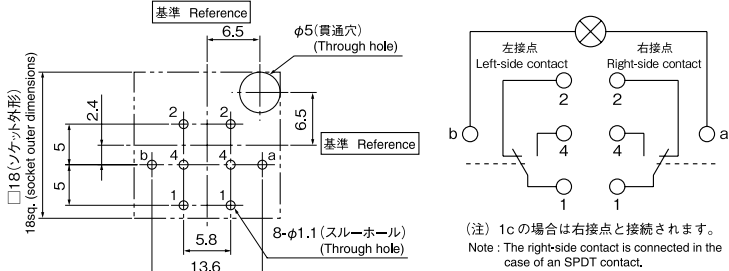 基準 Reference
6.5
φ5(貫通穴)
(Through hole)
□18(ソケット外形)
18sq. (socket outer dimensions)
2.4
5
5
2 2
6.5
基準 Reference
b 4 4 a
1 1
5.8
13.6
8-φ1.1(スルーホール)
(Through hole)
左接点
Left-side contact
右接点
Right-side contact
2 2
b 4 4 a
1 1
(注) 1cの場合は右接点と接続されます。
Note : The right-side contact is connected in the
case of an SPDT contact.